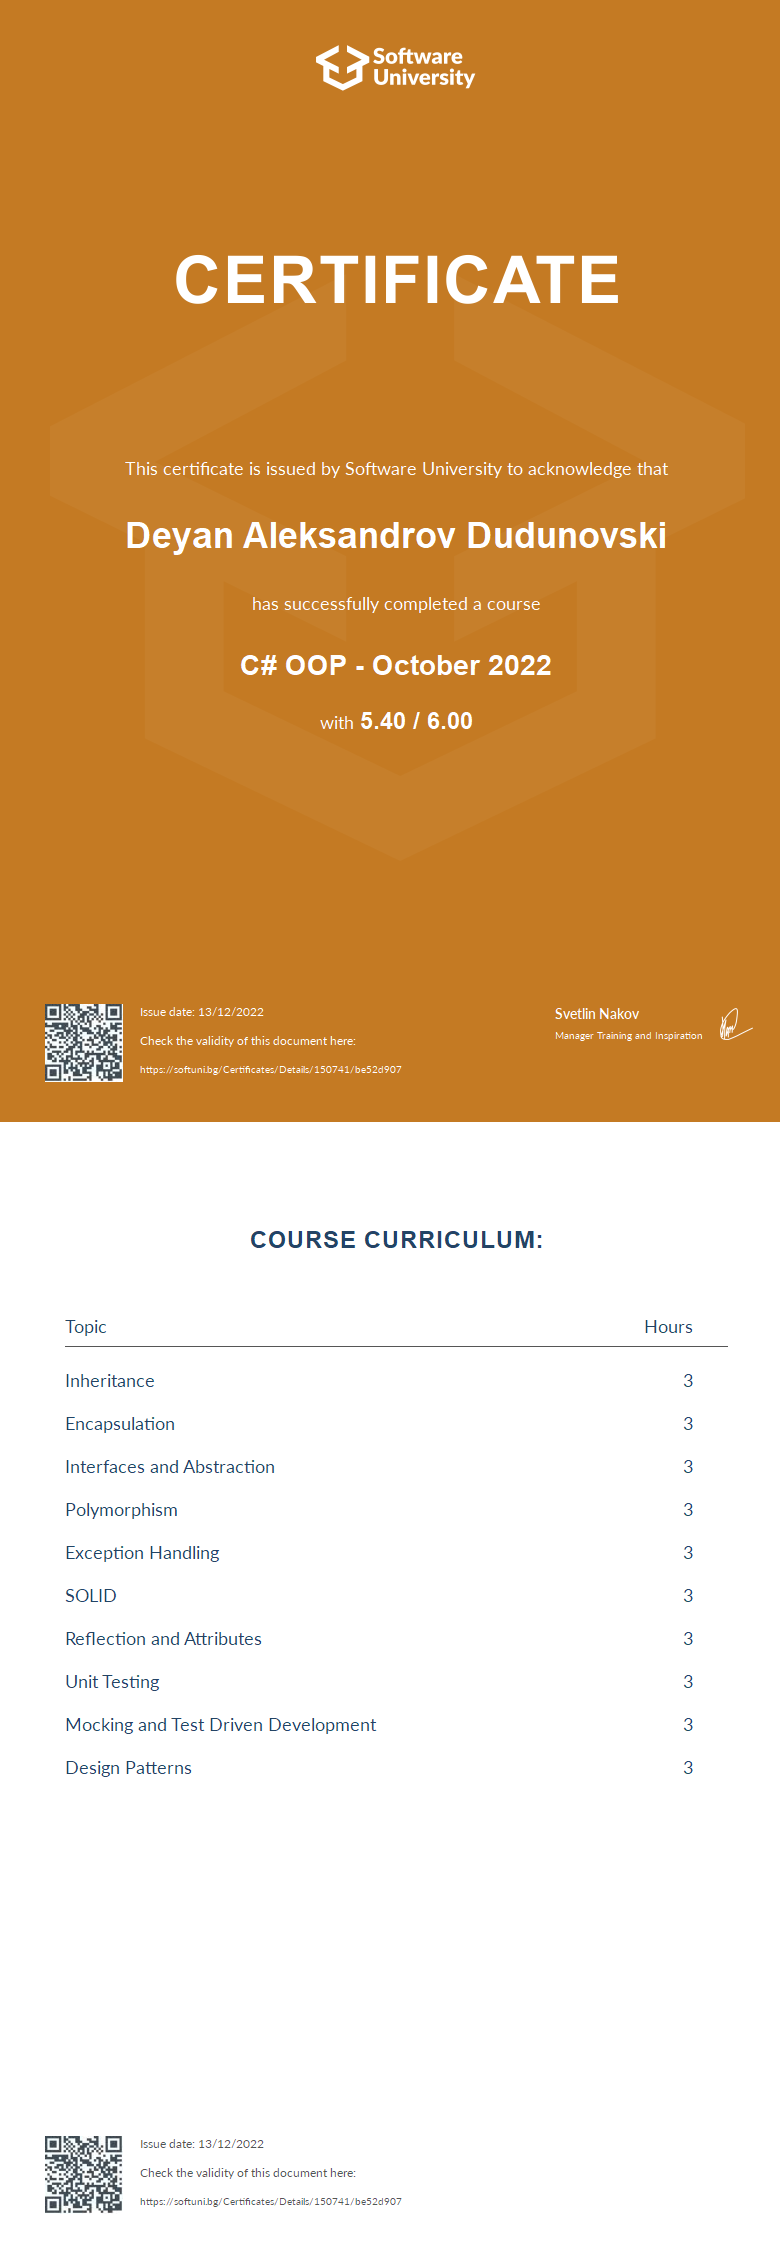 Software
University
CERTIFICATE
This certificate is issued by Software University to acknowledge that
Deyan Aleksandrov Dudunovski
has successfully completed a course
C# OOP - October 2022
with 5.40 / 6.00
Issue date: 13/12/2022
Check the validity of this document here:
https://softuni.bg/Certificates/Details/150741/be52d907
Svetlin Nakov
Manager Training and Inspiration
COURSE CURRICULUM:
Topic Hours
Inheritance 3
Encapsulation 3
Interfaces and Abstraction 3
Polymorphism 3
Exception Handling 3
SOLID 3
Reflection and Attributes 3
Unit Testing 3
Mocking and Test Driven Development 3
Design Patterns 3
Issue date: 13/12/2022
Check the validity of this document here:
https://softuni.bg/Certificates/Details/150741/be52d907